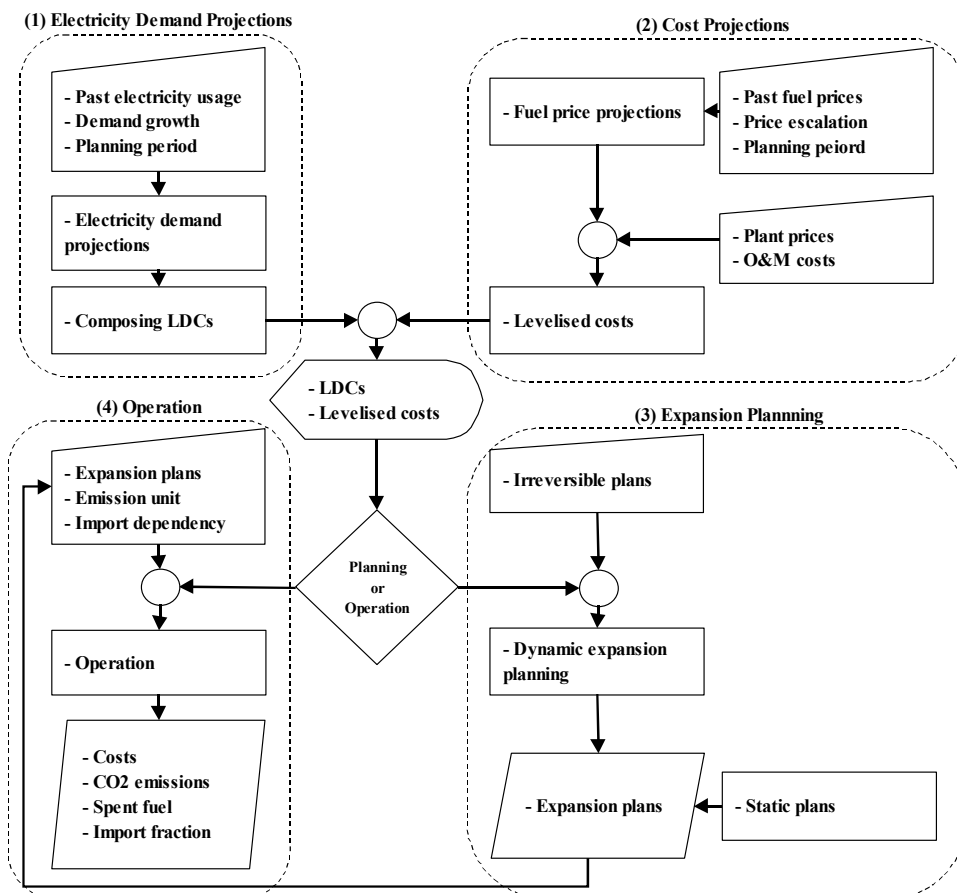 (1) Electricity Demand Projections
- Past electricity usage
- Demand growth
- Planning period
- Electricity demand
projections
- Composing LDCs
(2) Cost Projections
- Fuel price projections
- Past fuel prices
- Price escalation
- Planning peiord
- Plant prices
- O&M costs
- Levelised costs
- LDCs
- Levelised costs
Planning
or
Operation
(4) Operation
- Expansion plans
- Emission unit
- Import dependency
- Operation
- Costs
- CO2 emissions
- Spent fuel
- Import fraction
(3) Expansion Plannning
- Irreversible plans
- Dynamic expansion
planning
- Expansion plans
- Static plans